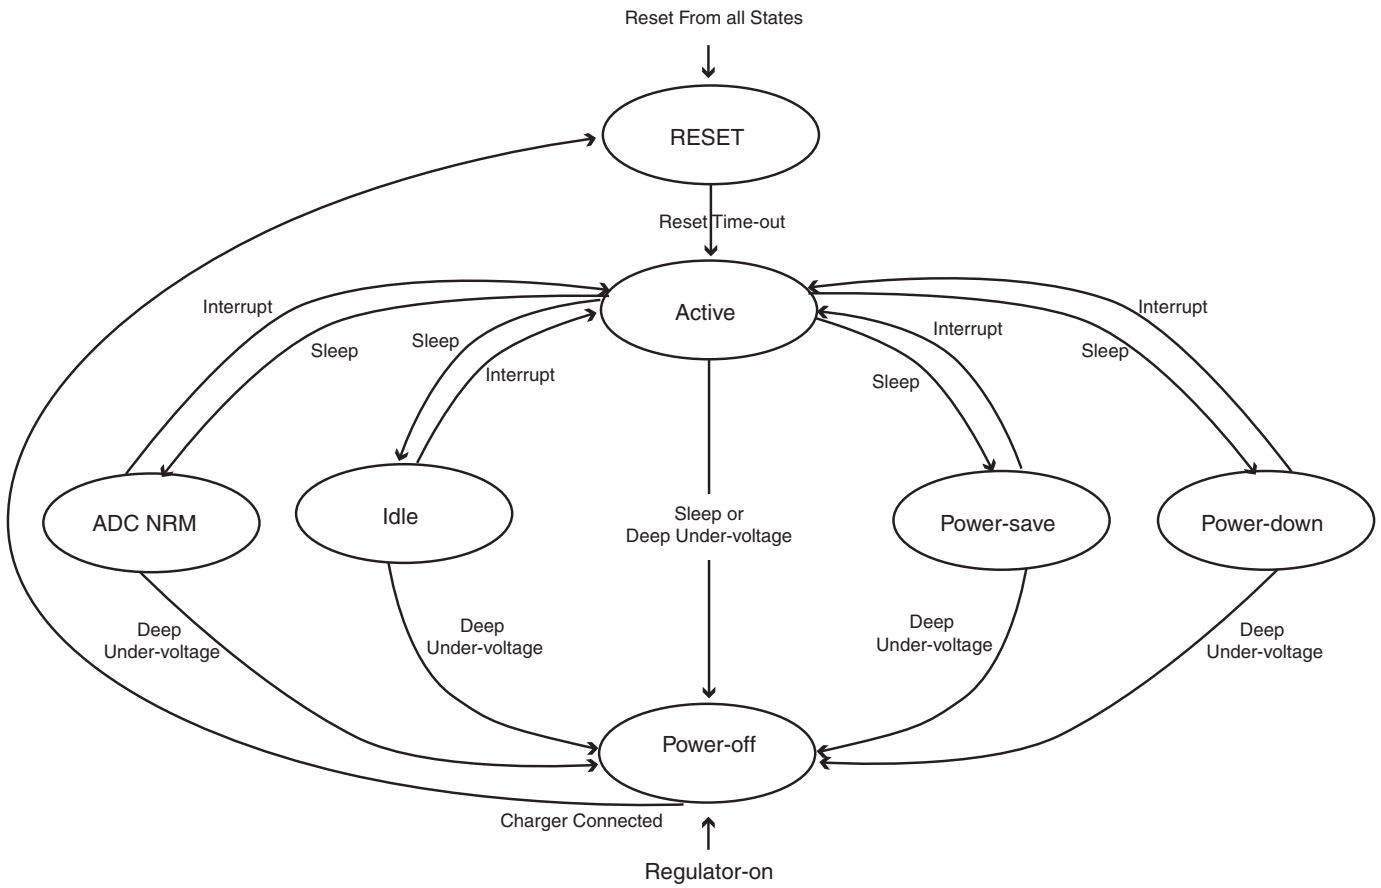 Reset From all States
RESET
Reset Time-out
Active
Interrupt
Sleep
Sleep
Interrupt
Interrupt
Sleep
Interrupt
Sleep
ADC NRM
Idle
Sleep or
Deep Under-voltage
Power-save
Power-down
Deep
Under-voltage
Deep
Under-voltage
Deep
Under-voltage
Deep
Under-voltage
Power-off
Charger Connected
Regulator-on